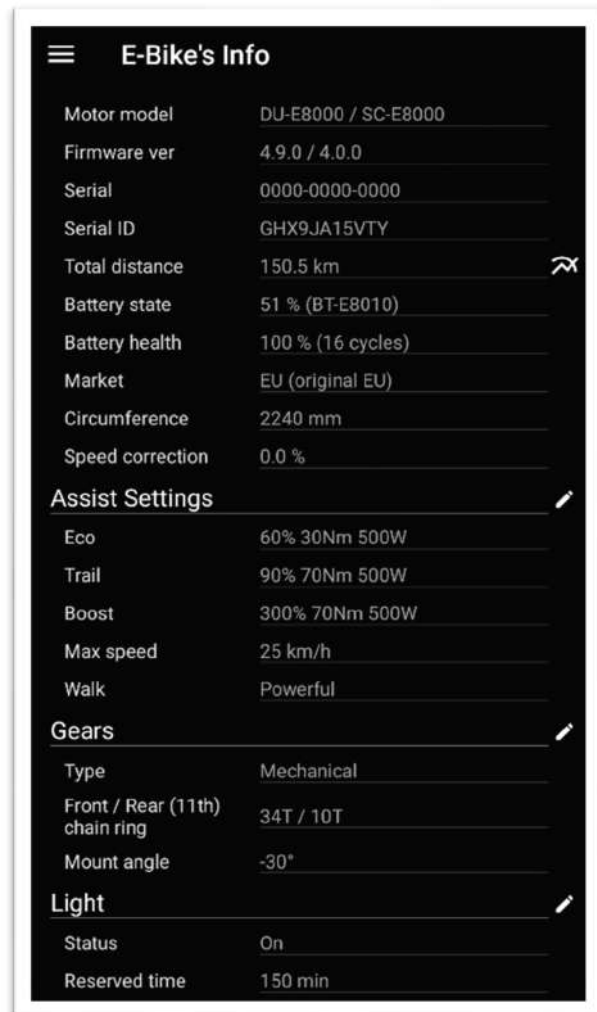 E-Bike's Info
Motor model DU-E8000 / SC-E8000
Firmware ver 4.9.0 / 4.0.0
Serial 0000-0000-0000
Serial ID GHX9JA15VTY
Total distance 150.5 km
Battery state 51 % (BT-E8010)
Battery health 100 % (16 cycles)
Market EU (original EU)
Circumference 2240 mm
Speed correction 0.0 %
Assist Settings
Eco 60% 30Nm 500W
Trail 90% 70Nm 500W
Boost 300% 70Nm 500W
Max speed 25 km/h
Walk Powerful
Gears
Type Mechanical
Front / Rear (11th)
chain ring 34T / 10T
Mount angle -30°
Light
Status On
Reserved time 150 min